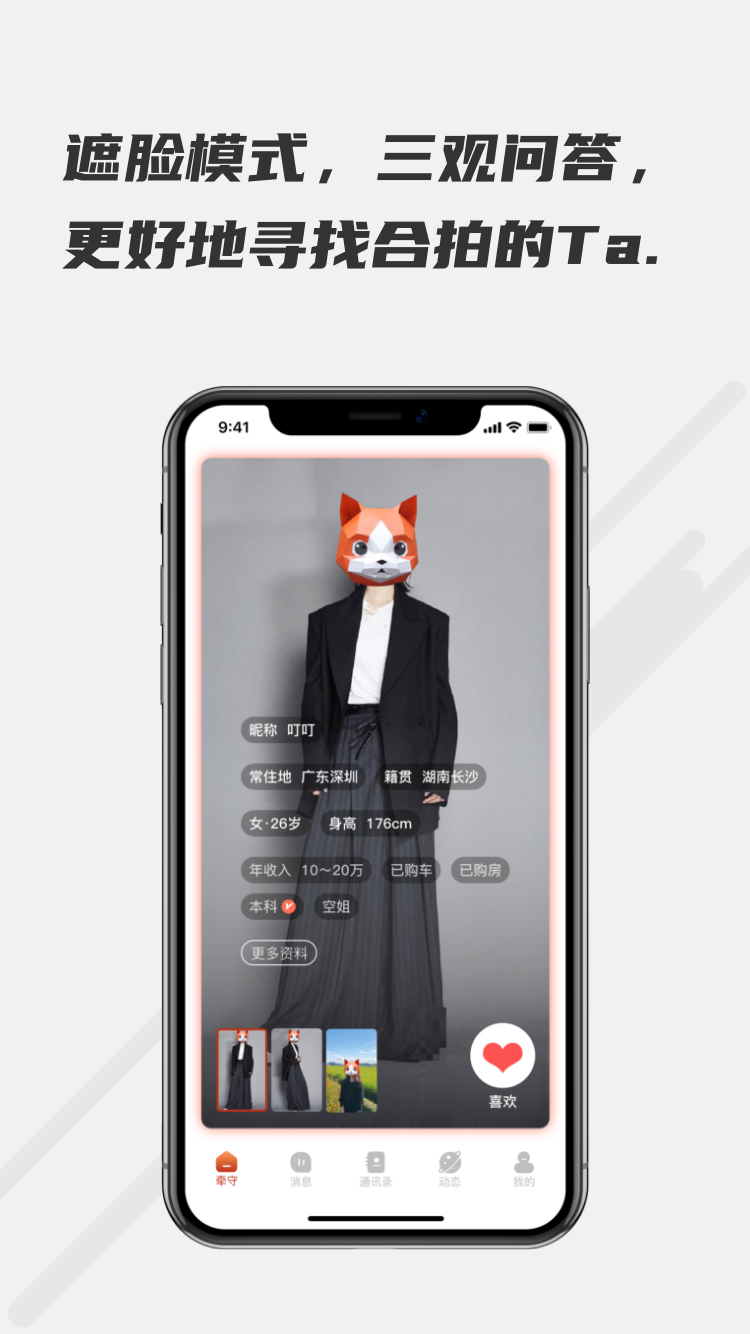 遮脸模式，三观问答，
更好地寻找合拍的Ta.
9:41
昵称 叮叮
常住地 广东深圳 籍贯 湖南长沙
女·26岁 身高 176cm
年收入 10～20万 已购车 已购房
本科 空姐
更多资料
喜欢
牵守 消息 通讯录 动态 我的